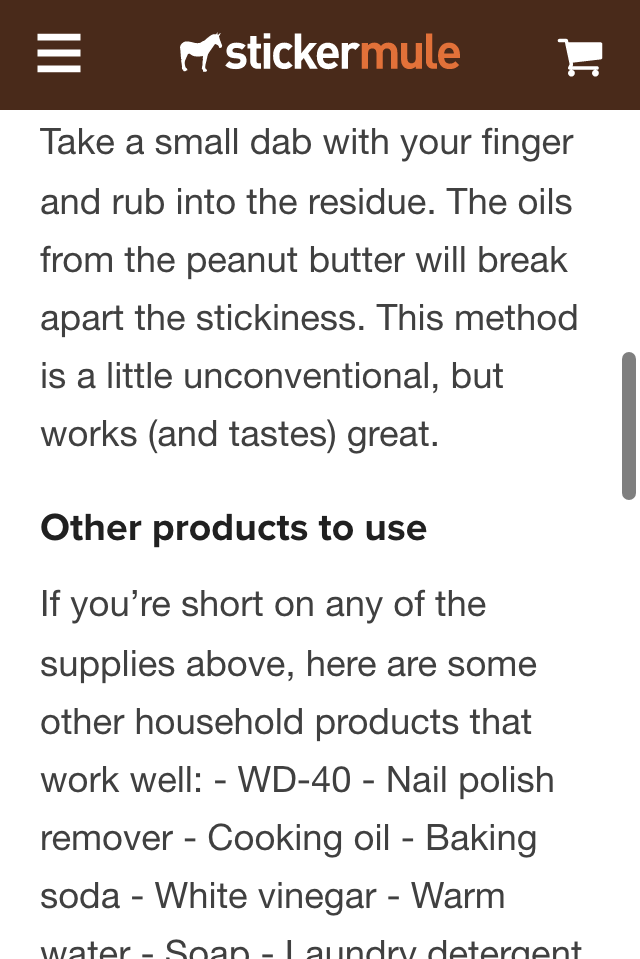 stickermule
Take a small dab with your finger
and rub into the residue. The oils
from the peanut butter will break
apart the stickiness. This method
is a little unconventional, but
works (and tastes) great.
Other products to use
If you’re short on any of the
supplies above, here are some
other household products that
work well: - WD-40 - Nail polish
remover - Cooking oil - Baking
soda - White vinegar - Warm
water - Soap - Laundry detergent